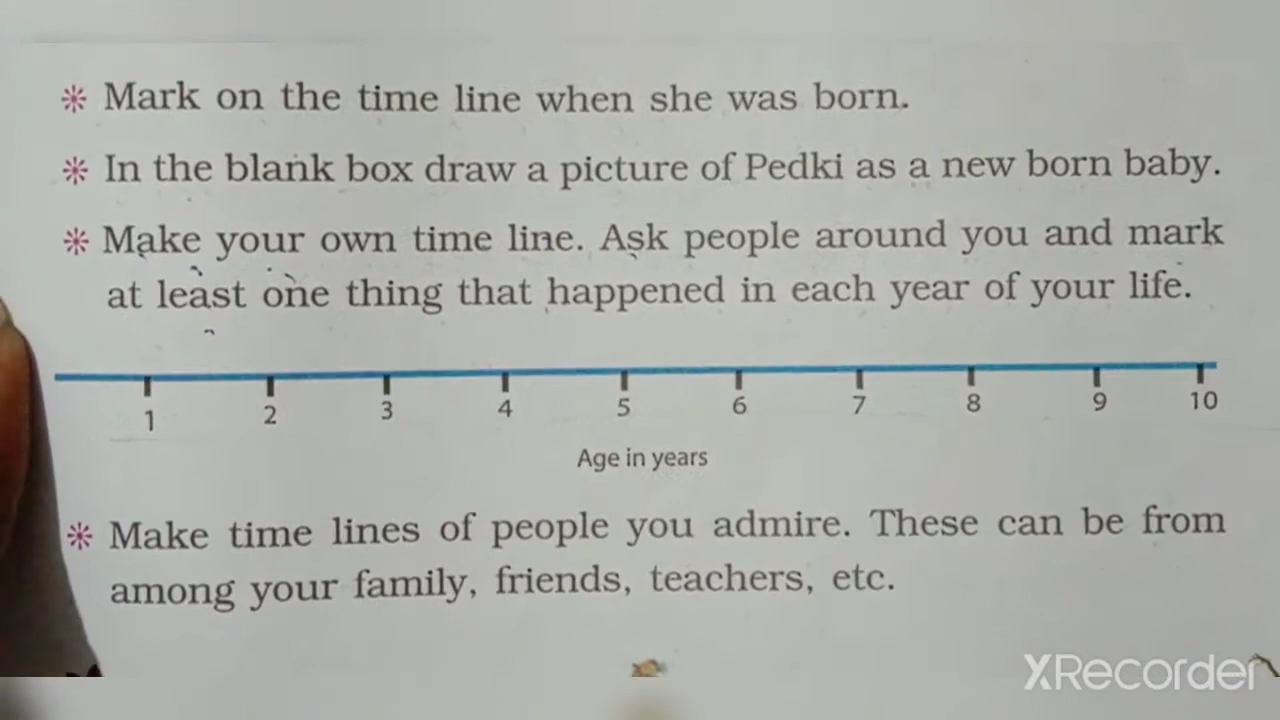 Mark on the time line when she was born.
In the blank box draw a picture of Pedki as a new born baby.
Make your own time line. Ask people around you and mark
at least one thing that happened in each year of your life.
1 2 3 4 5 6 7 8 9 10
Age in years
Make time lines of people you admire. These can be from
among your family, friends, teachers, etc.
XRecorder